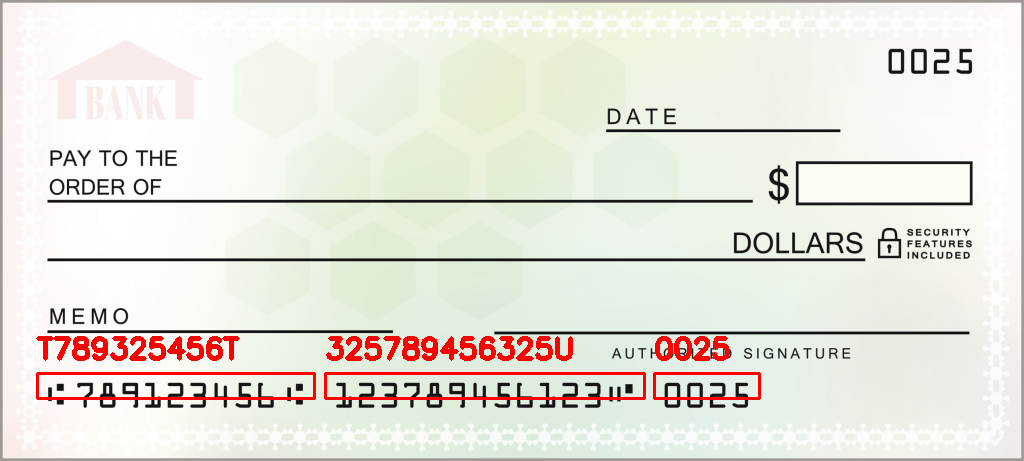 0025
BANK
DATE
PAY TO THE
ORDER OF
$
DOLLARS
SECURITY
FEATURES
INCLUDED
MEMO
T789325456T 325789456325U 0025
AUTHORIZED SIGNATURE
⑆789123456⑆ 123789456123⑈ 0025